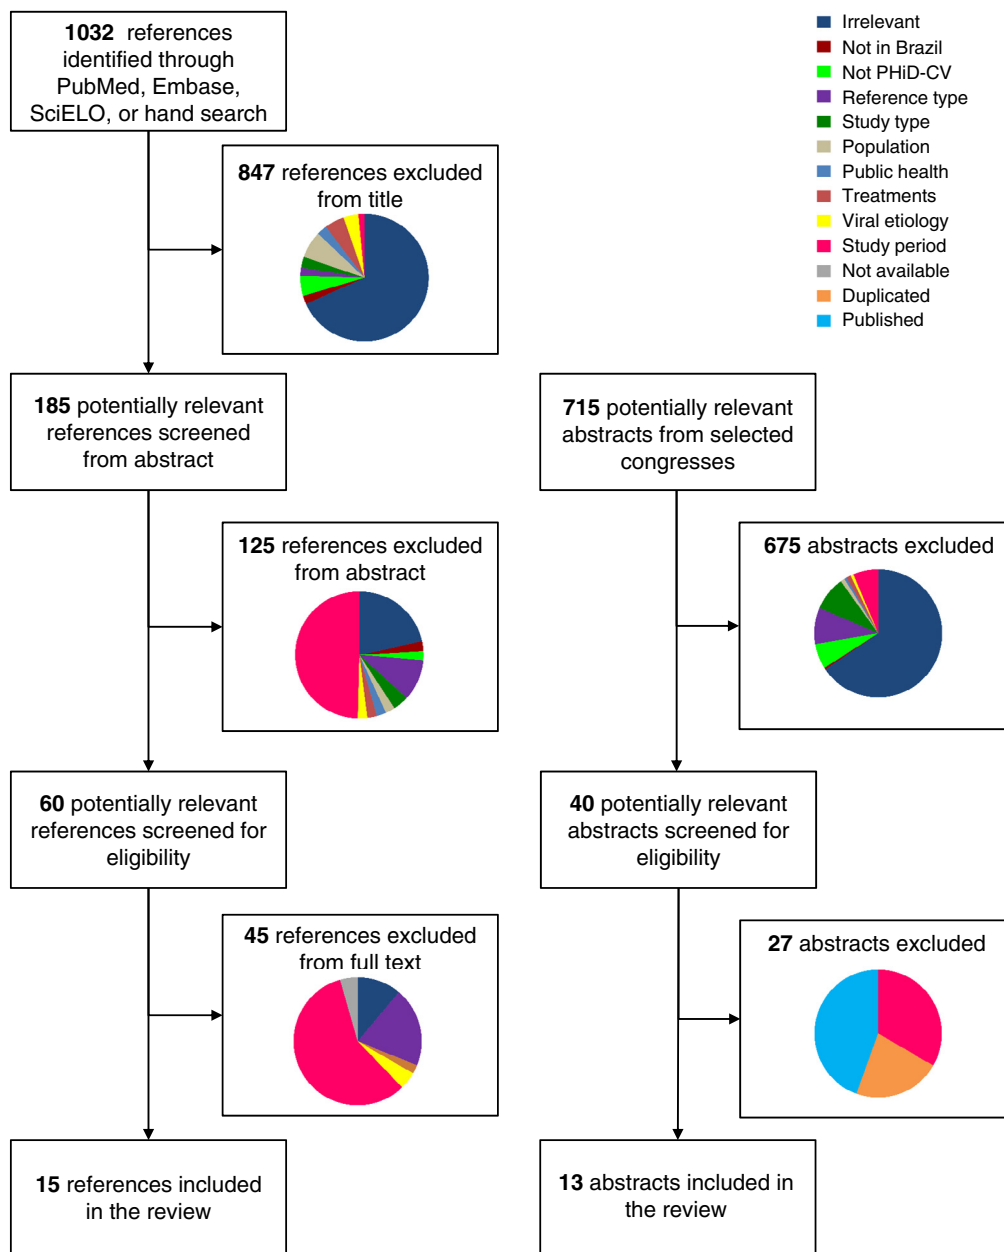 1032 references
identified through
PubMed, Embase,
SciELO, or hand search
847 references excluded
from title
185 potentially relevant
references screened
from abstract
125 references excluded
from abstract
60 potentially relevant
references screened for
eligibility
45 references excluded
from full text
15 references included
in the review
Irrelevant
Not in Brazil
Not PHiD-CV
Reference type
Study type
Population
Public health
Treatments
Viral etiology
Study period
Not available
Duplicated
Published
715 potentially relevant
abstracts from selected
congresses
675 abstracts excluded
40 potentially relevant
abstracts screened for
eligibility
27 abstracts excluded
13 abstracts included in
the review